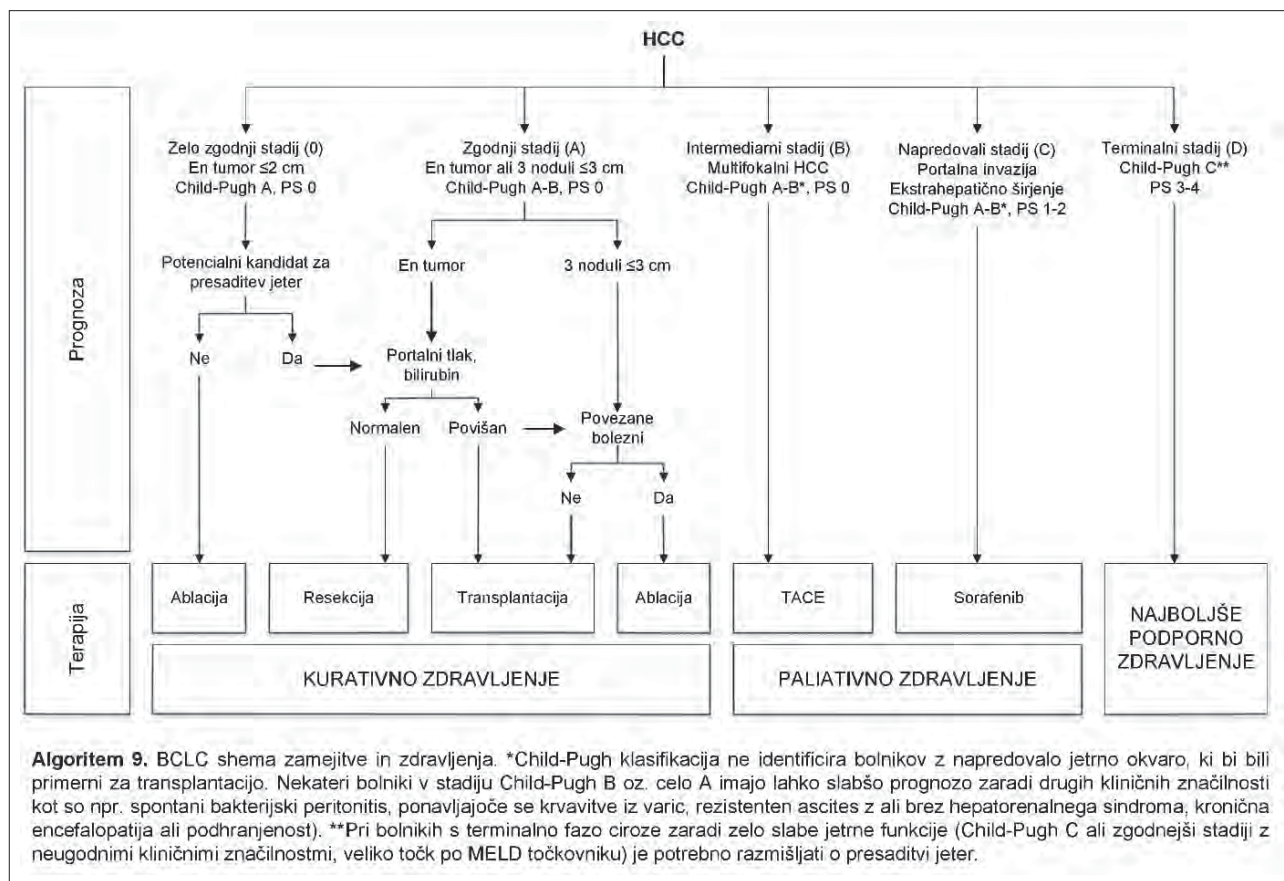 HCC
Prognoza
Zelo zgodnji stadij (0)
En tumor ≤2 cm
Child-Pugh A, PS 0
Zgodnji stadij (A)
En tumor ali 3 noduli ≤3 cm
Child-Pugh A-B, PS 0
Intermediarni stadij (B)
Multifokalni HCC
Child-Pugh A-B*, PS 0
Napredovali stadij (C)
Portalna invazija
Ekstrahepatično širjenje
Child-Pugh A-B*, PS 1-2
Terminalni stadij (D)
Child-Pugh C**
PS 3-4
Potencialni kandidat za
presaditev jeter
En tumor
3 noduli ≤3 cm
Ne
Da
Portalni tlak,
bilirubin
Normalen
Povišan
Povezane
bolezni
Ne
Da
Terapija
Ablacija
Resekcija
Transplantacija
Ablacija
TACE
Sorafenib
NAJBOLJŠE
PODPORNO
ZDRAVLJENJE
KURATIVNO ZDRAVLJENJE
PALIATIVNO ZDRAVLJENJE
Algoritem 9. BCLC shema zamejitve in zdravljenja. *Child-Pugh klasifikacija ne identificira bolnikov z napredovalo jetrno okvaro, ki bi bili
primerni za transplantacijo. Nekateri bolniki v stadiju Child-Pugh B oz. celo A imajo lahko slabšo prognozo zaradi drugih kliničnih značilnosti
kot so npr. spontani bakterijski peritonitis, ponavljajoče se krvavitve iz varic, rezistenten ascites z ali brez hepatorenalnega sindroma, kronična
encefalopatija ali podhranjenost). **Pri bolnikih s terminalno fazo ciroze zaradi zelo slabe jetrne funkcije (Child-Pugh C ali zgodnejši stadiji z
neugodnimi kliničnimi značilnostmi, veliko točk po MELD točkovniku) je potrebno razmišljati o presaditvi jeter.